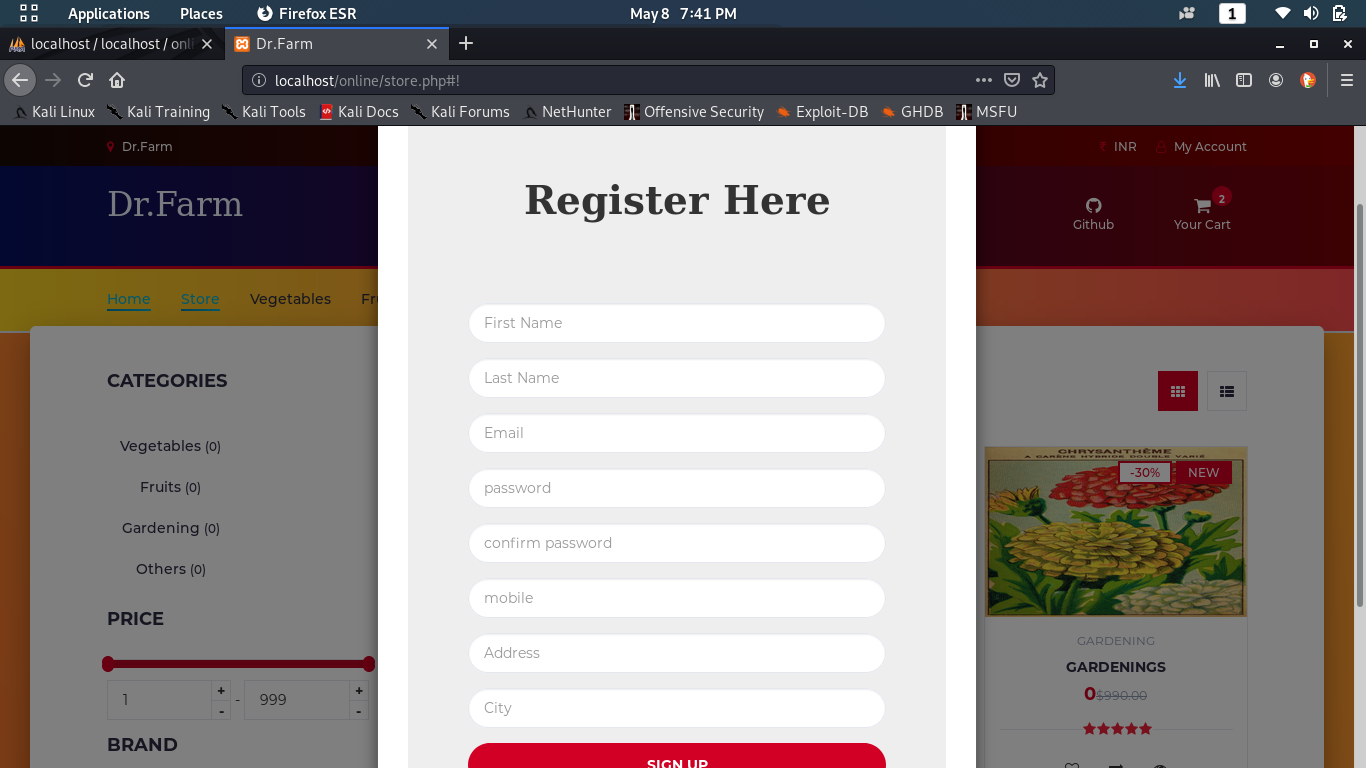 Applications Places Firefox ESR May 8 7:41 PM 1
localhost / localhost / onl Dr.Farm
localhost/online/store.php#!
Kali Linux Kali Training Kali Tools Kali Docs Kali Forums NetHunter Offensive Security Exploit-DB GHDB MSFU
Dr.Farm ₹ INR My Account
Dr.Farm
2
Github Your Cart
Home Store Vegetables Fr
Register Here
First Name
Last Name
Email
password
confirm password
mobile
Address
City
SIGN UP
CATEGORIES
Vegetables (0)
Fruits (0)
Gardening (0)
Others (0)
PRICE
1 + - - 999 + -
BRAND
CHRYSANTHÈME
A CARÈNE HYBRIDE DOUBLE VARIÉ
-30% NEW
GARDENING
GARDENINGS
0 $990.00